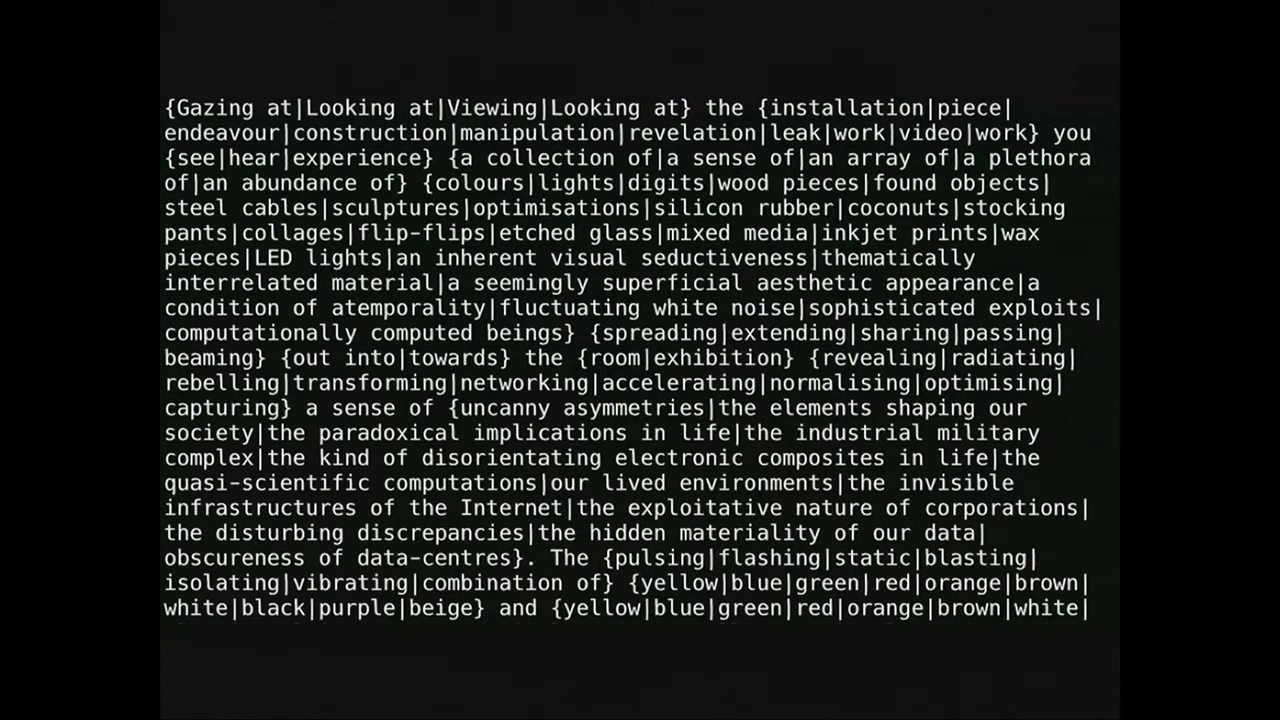 {Gazing at|Looking at|Viewing|Looking at} the {installation|piece|
endeavour|construction|manipulation|revelation|leak|work|video|work} you
{see|hear|experience} {a collection of|a sense of|an array of|a plethora
of|an abundance of} {colours|lights|digits|wood pieces|found objects|
steel cables|sculptures|optimisations|silicon rubber|coconuts|stocking
pants|collages|flip-flips|etched glass|mixed media|inkjet prints|wax
pieces|LED lights|an inherent visual seductiveness|thematically
interrelated material|a seemingly superficial aesthetic appearance|a
condition of atemporality|fluctuating white noise|sophisticated exploits|
computationally computed beings} {spreading|extending|sharing|passing|
beaming} {out into|towards} the {room|exhibition} {revealing|radiating|
rebelling|transforming|networking|accelerating|normalising|optimising|
capturing} a sense of {uncanny asymmetries|the elements shaping our
society|the paradoxical implications in life|the industrial military
complex|the kind of disorientating electronic composites in life|the
quasi-scientific computations|our lived environments|the invisible
infrastructures of the Internet|the exploitative nature of corporations|
the disturbing discrepancies|the hidden materiality of our data|
obscureness of data-centres}. The {pulsing|flashing|static|blasting|
isolating|vibrating|combination of} {yellow|blue|green|red|orange|brown|
white|black|purple|beige} and {yellow|blue|green|red|orange|brown|white|